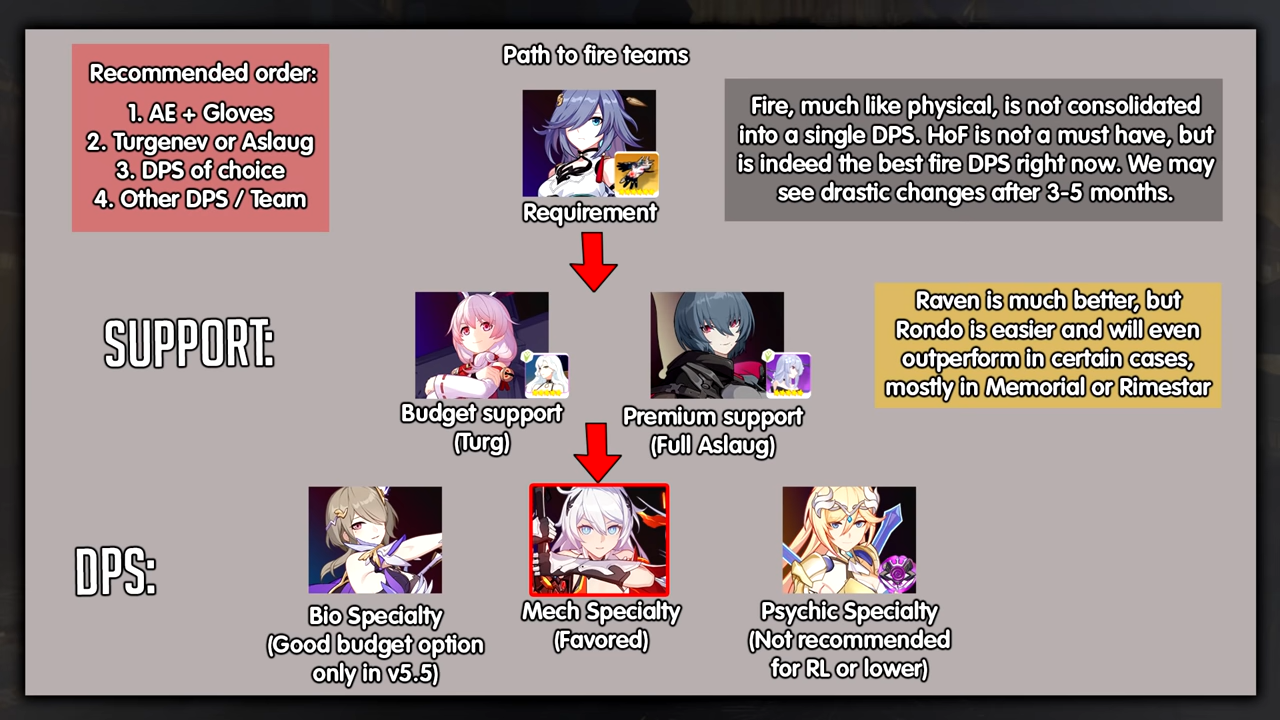 Recommended order:
1. AE + Gloves
2. Turgenev or Aslaug
3. DPS of choice
4. Other DPS / Team
Path to fire teams
Requirement
Fire, much like physical, is not consolidated
into a single DPS. HoF is not a must have, but
is indeed the best fire DPS right now. We may
see drastic changes after 3-5 months.
SUPPORT:
Budget support
(Turg)
Premium support
(Full Aslaug)
Raven is much better, but
Rondo is easier and will even
outperform in certain cases,
mostly in Memorial or Rimestar
DPS:
Bio Specialty
(Good budget option
only in v5.5)
Mech Specialty
(Favored)
Psychic Specialty
(Not recommended
for RL or lower)